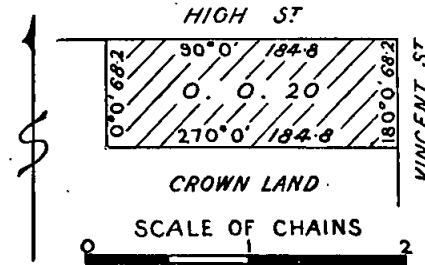 HIGH ST
90°0' 184.8
0°0' 68.2
O. O. 20
180°0' 68.2
VINCENT ST
270°0' 184.8
CROWN LAND
SCALE OF CHAINS
0 1 2